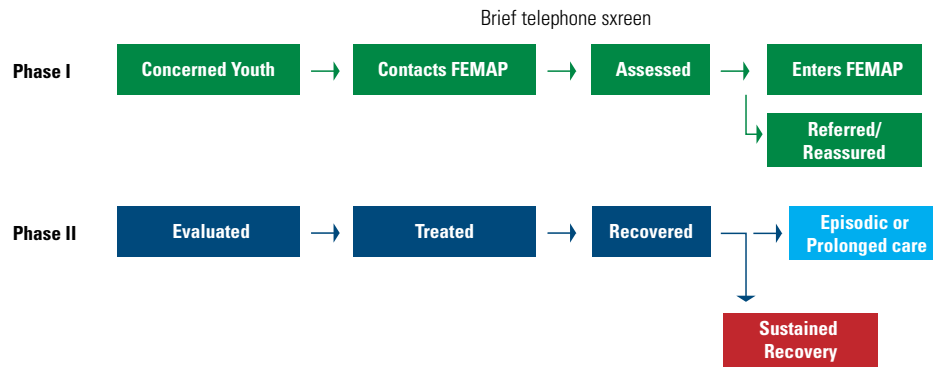 Brief telephone sxreen
Phase I
Concerned Youth
Contacts FEMAP
Assessed
Enters FEMAP
Referred/
Reassured
Phase II
Evaluated
Treated
Recovered
Episodic or
Prolonged care
Sustained
Recovery